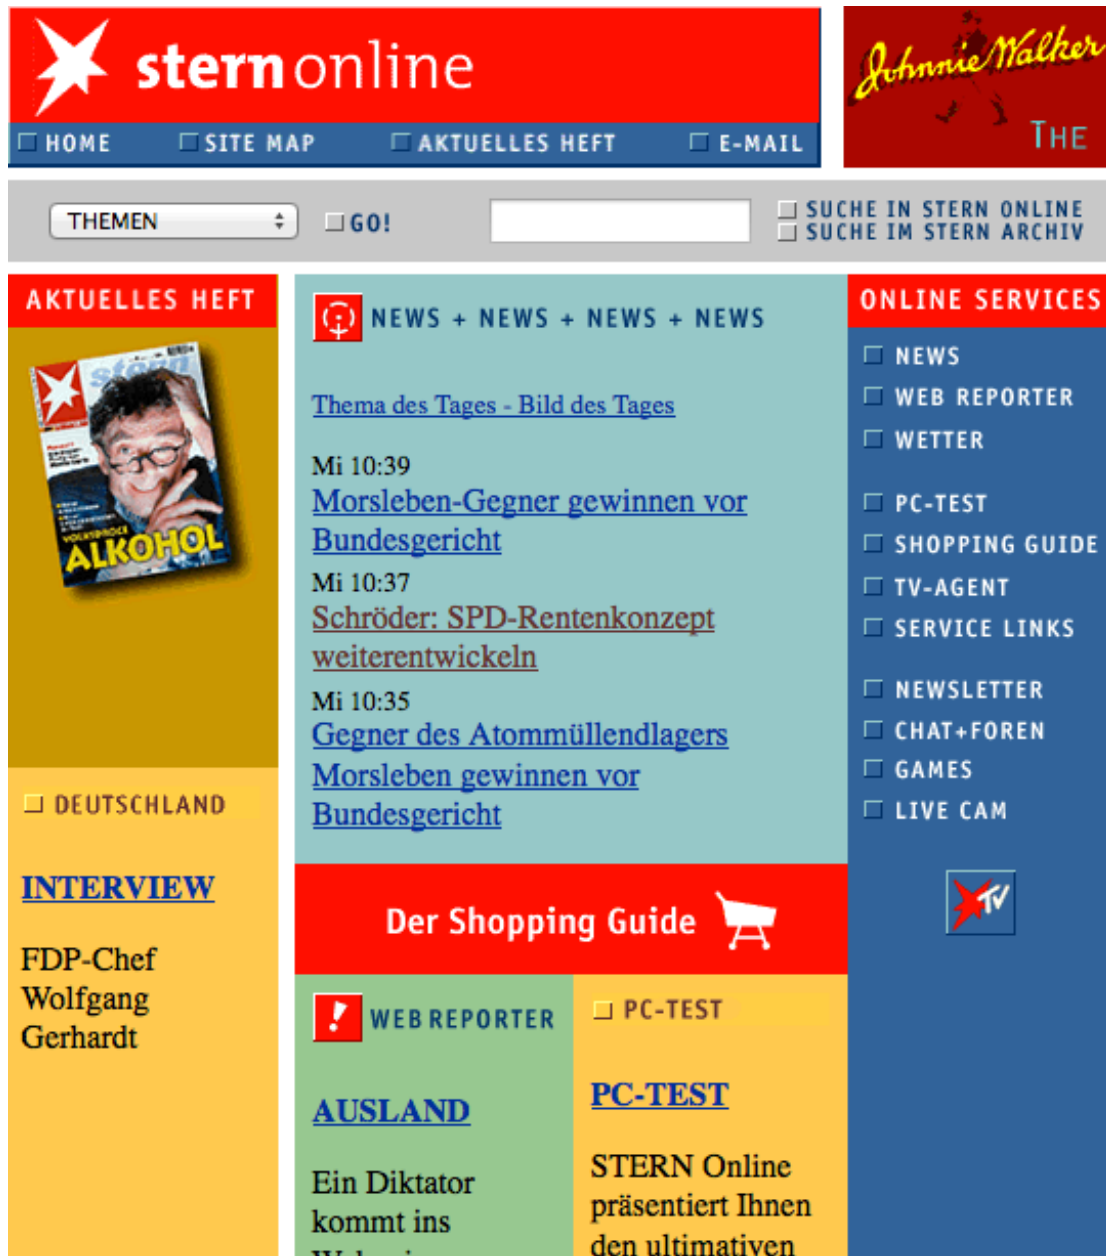 stern online
Johnnie Walker
THE
HOME
SITE MAP
AKTUELLES HEFT
E-MAIL
THEMEN
GO!
SUCHE IN STERN ONLINE
SUCHE IM STERN ARCHIV
AKTUELLES HEFT
stern
VOLKSDROGE
ALKOHOL
DEUTSCHLAND
INTERVIEW
FDP-Chef
Wolfgang
Gerhardt
NEWS + NEWS + NEWS + NEWS
Thema des Tages - Bild des Tages
Mi 10:39
Morsleben-Gegner gewinnen vor
Bundesgericht
Mi 10:37
Schröder: SPD-Rentenkonzept
weiterentwickeln
Mi 10:35
Gegner des Atommüllendlagers
Morsleben gewinnen vor
Bundesgericht
Der Shopping Guide
WEB REPORTER
AUSLAND
Ein Diktator
kommt ins
PC-TEST
PC-TEST
STERN Online
präsentiert Ihnen
den ultimativen
ONLINE SERVICES
NEWS
WEB REPORTER
WETTER
PC-TEST
SHOPPING GUIDE
TV-AGENT
SERVICE LINKS
NEWSLETTER
CHAT+FOREN
GAMES
LIVE CAM
TV